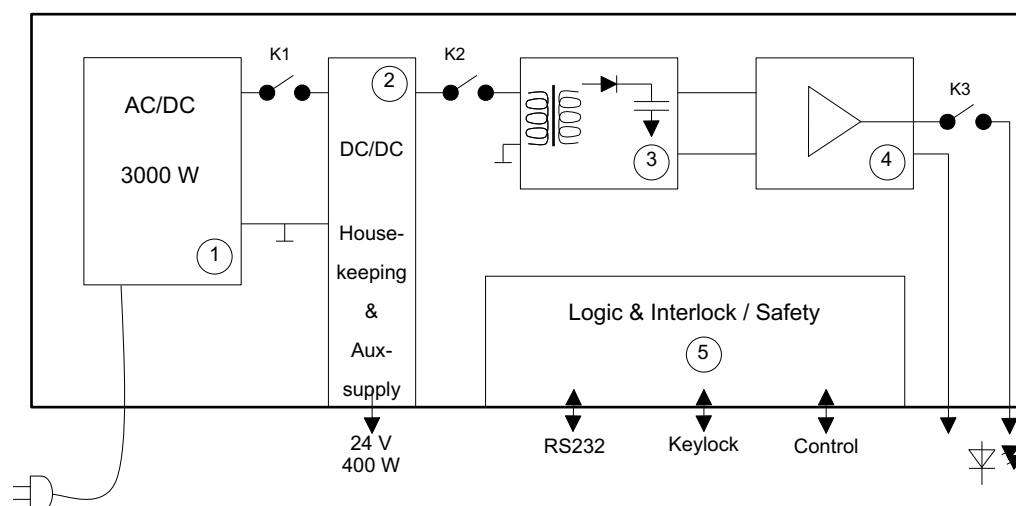 K1
K2
K3
AC/DC
3000 W
1
2
DC/DC
House-
keeping
&
Aux-
supply
3
4
Logic & Interlock / Safety
5
24 V
400 W
RS232
Keylock
Control